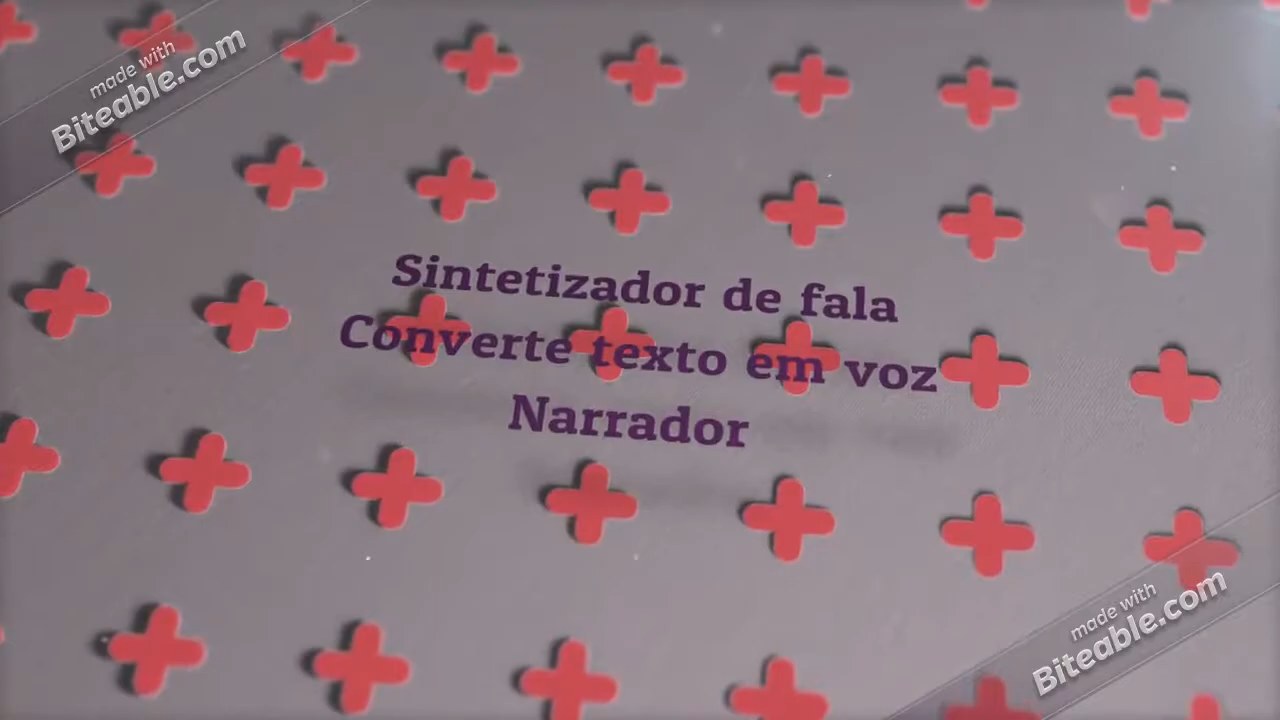 made with
Biteable.com
Sintetizador de fala
Converte texto em voz
Narrador
made with
Biteable.com